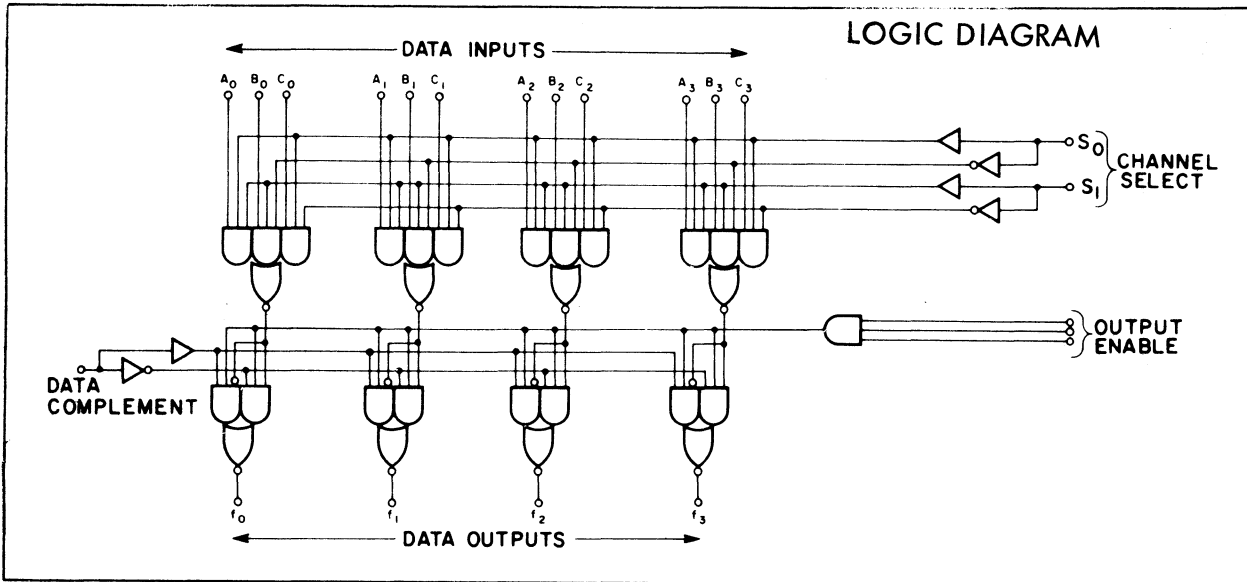 LOGIC DIAGRAM
DATA INPUTS
A0 B0 C0 A1 B1 C1 A2 B2 C2 A3 B3 C3
S0
CHANNEL
SELECT
S1
OUTPUT
ENABLE
DATA
COMPLEMENT
f0 f1 f2 f3
DATA OUTPUTS